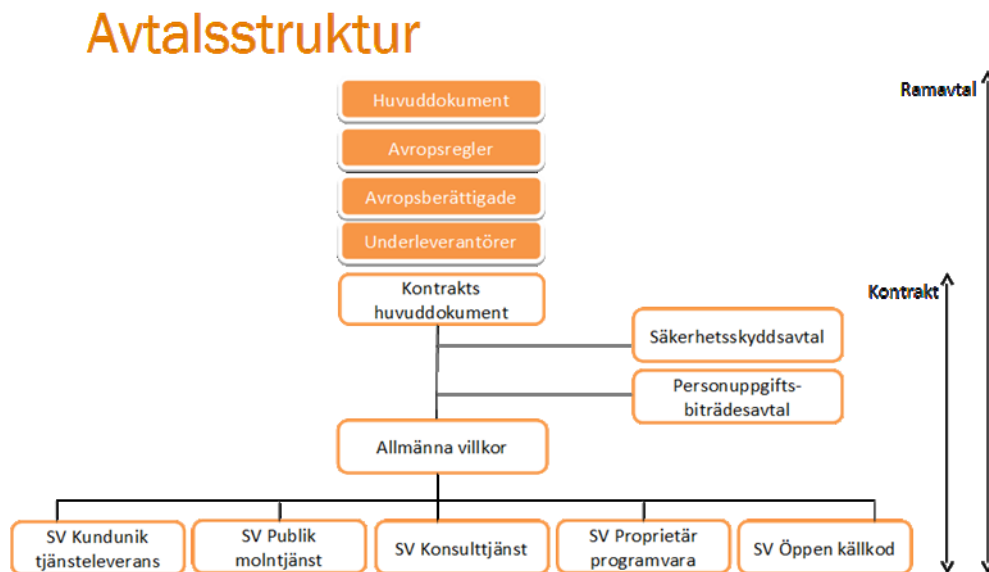 Avtalsstruktur
Ramavtal
Huvuddokument
Avropsregler
Avropsberättigade
Underleverantörer
Kontrakts
huvuddokument
Kontrakt
Säkerhetsskyddsavtal
Personuppgifts-
biträdesavtal
Allmänna villkor
SV Kundunik
tjänsteleverans
SV Publik
molntjänst
SV Konsulttjänst
SV Proprietär
programvara
SV Öppen källkod